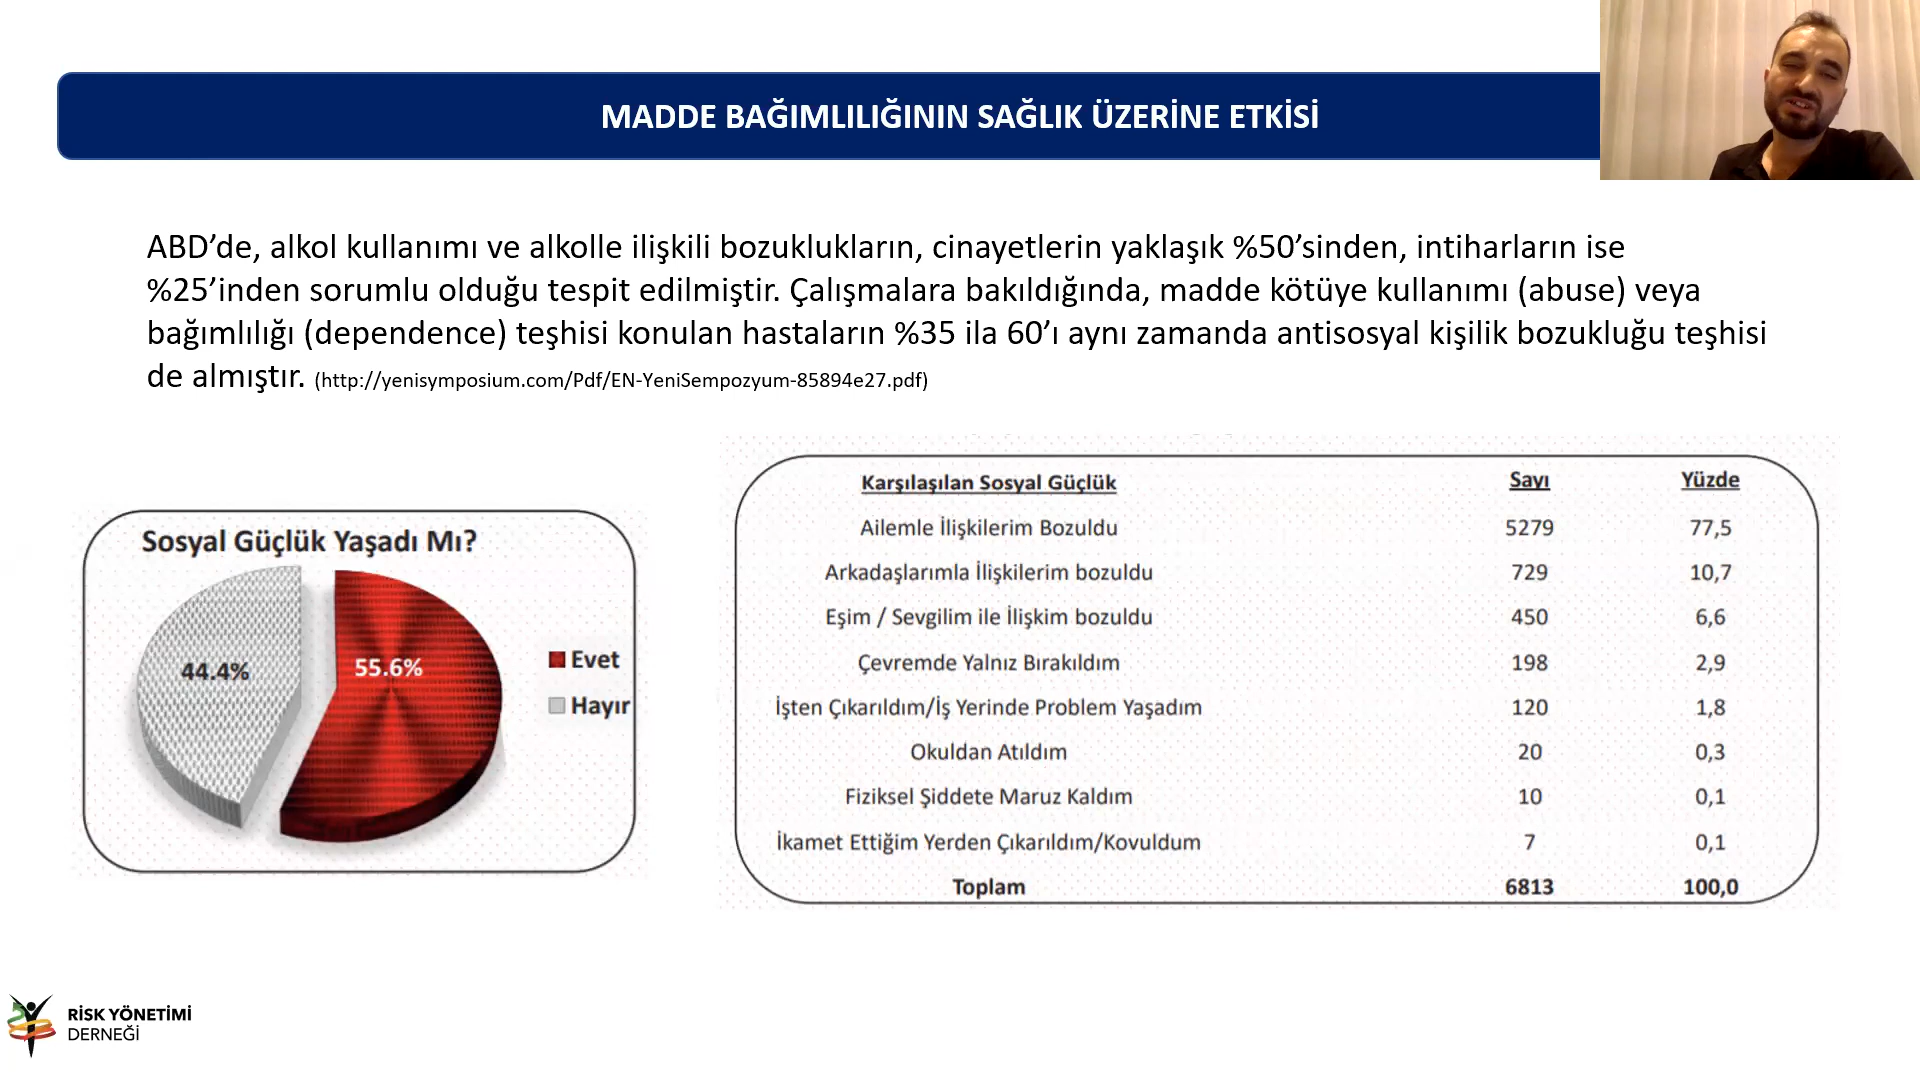 MADDE BAĞIMLILIĞININ SAĞLIK ÜZERİNE ETKİSİ
ABD’de, alkol kullanımı ve alkolle ilişkili bozuklukların, cinayetlerin yaklaşık %50’sinden, intiharların ise
%25’inden sorumlu olduğu tespit edilmiştir. Çalışmalara bakıldığında, madde kötüye kullanımı (abuse) veya
bağımlılığı (dependence) teşhisi konulan hastaların %35 ila 60’ı aynı zamanda antisosyal kişilik bozukluğu teşhisi
de almıştır. (http://yenisymposium.com/Pdf/EN-YeniSempozyum-85894e27.pdf)
Sosyal Güçlük Yaşadı Mı?
44.4%
55.6%
Evet
Hayır
Karşılaşılan Sosyal Güçlük Sayı Yüzde
Ailemle İlişkilerim Bozuldu 5279 77,5
Arkadaşlarımla İlişkilerim bozuldu 729 10,7
Eşim / Sevgilim ile İlişkim bozuldu 450 6,6
Çevremde Yalnız Bırakıldım 198 2,9
İşten Çıkarıldım/İş Yerinde Problem Yaşadım 120 1,8
Okuldan Atıldım 20 0,3
Fiziksel Şiddete Maruz Kaldım 10 0,1
İkamet Ettiğim Yerden Çıkarıldım/Kovuldum 7 0,1
Toplam 6813 100,0
RİSK YÖNETİMİ
DERNEĞİ